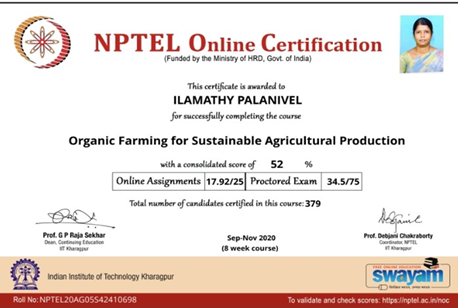 NPTEL Online Certification
(Funded by the Ministry of HRD, Govt. of India)
This certificate is awarded to
ILAMATHY PALANIVEL
for successfully completing the course
Organic Farming for Sustainable Agricultural Production
with a consolidated score of 52 %
Online Assignments 17.92/25 Proctored Exam 34.5/75
Total number of candidates certified in this course: 379
Prof. G P Raja Sekhar
Dean, Continuing Education
IIT Kharagpur
Sep-Nov 2020
(8 week course)
Prof. Debjani Chakraborty
Coordinator, NPTEL
IIT Kharagpur
Indian Institute of Technology Kharagpur
FREE ONLINE EDUCATION
swayam
Roll No: NPTEL20AG05S42410698
To validate and check scores: https://nptel.ac.in/noc